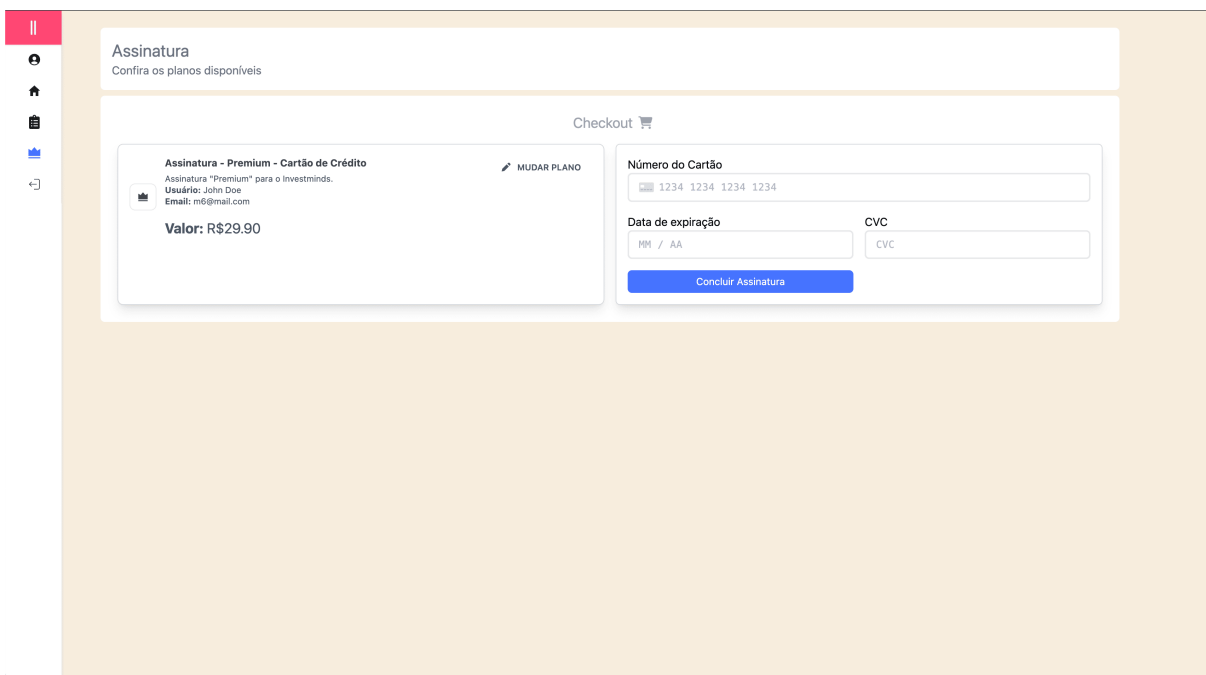 Assinatura
Confira os planos disponíveis
Checkout
Assinatura - Premium - Cartão de Crédito
MUDAR PLANO
Assinatura "Premium" para o Investminds.
Usuário: John Doe
Email: m6@mail.com
Valor: R$29.90
Número do Cartão
1234 1234 1234 1234
Data de expiração
CVC
MM / AA
CVC
Concluir Assinatura